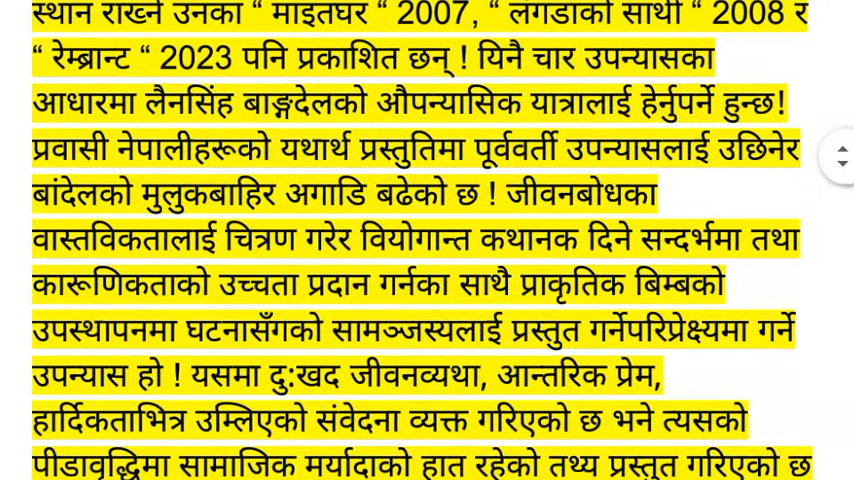 स्थान राख्ने उनका “ माइतघर “ 2007, “ लंगडाको साथी “ 2008 र
“ रेम्ब्रान्ट “ 2023 पनि प्रकाशित छन् ! यिनै चार उपन्यासका
आधारमा लैनसिंह बाङ्गदेलको औपन्यासिक यात्रालाई हेर्नुपर्ने हुन्छ!
प्रवासी नेपालीहरूको यथार्थ प्रस्तुतिमा पूर्ववर्ती उपन्यासलाई उछिनेर
बांदेलको मुलुकबाहिर अगाडि बढेको छ ! जीवनबोधका
वास्तविकतालाई चित्रण गरेर वियोगान्त कथानक दिने सन्दर्भमा तथा
कारूणिकताको उच्चता प्रदान गर्नका साथै प्राकृतिक बिम्बको
उपस्थापनमा घटनासँगको सामञ्जस्यलाई प्रस्तुत गर्नेपरिप्रेक्ष्यमा गर्ने
उपन्यास हो ! यसमा दु:खद जीवनव्यथा, आन्तरिक प्रेम,
हार्दिकताभित्र उम्लिएको संवेदना व्यक्त गरिएको छ भने त्यसको
पीडावृद्धिमा सामाजिक मर्यादाको हात रहेको तथ्य प्रस्तुत गरिएको छ